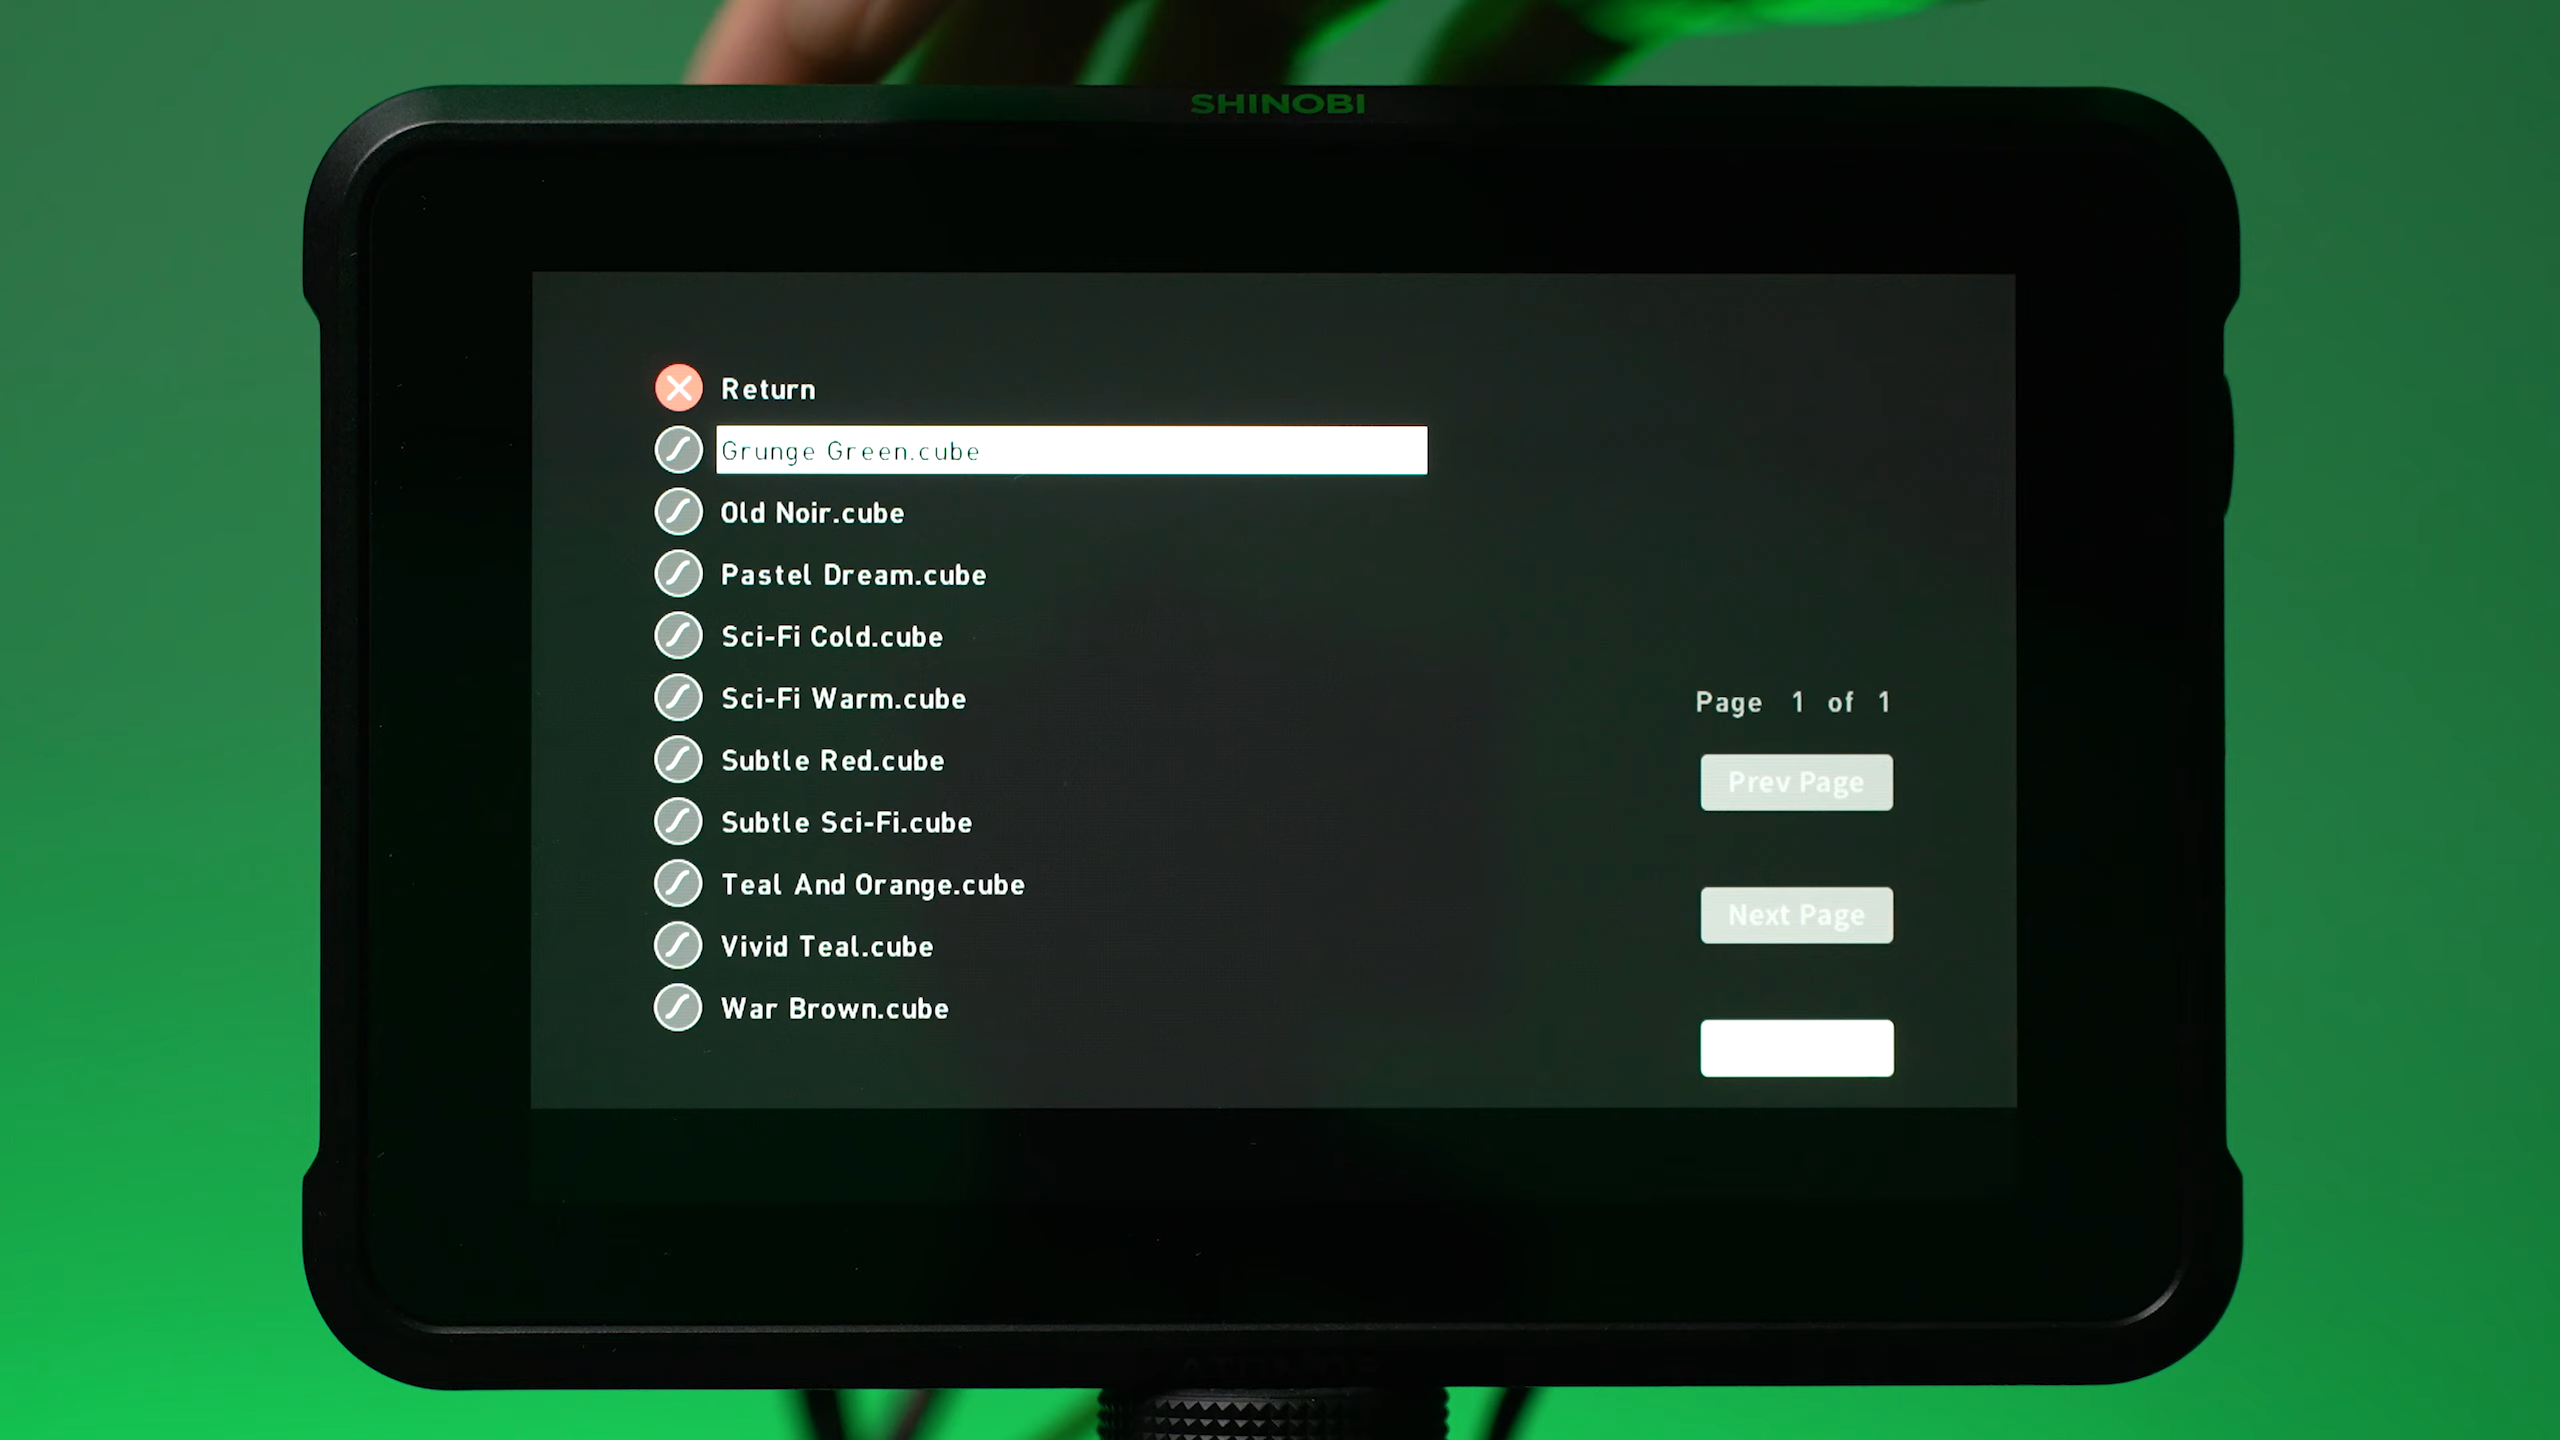 SHINOBI
Return
Grunge Green.cube
Old Noir.cube
Pastel Dream.cube
Sci-Fi Cold.cube
Sci-Fi Warm.cube
Subtle Red.cube
Subtle Sci-Fi.cube
Teal And Orange.cube
Vivid Teal.cube
War Brown.cube
Page 1 of 1
Prev Page
Next Page